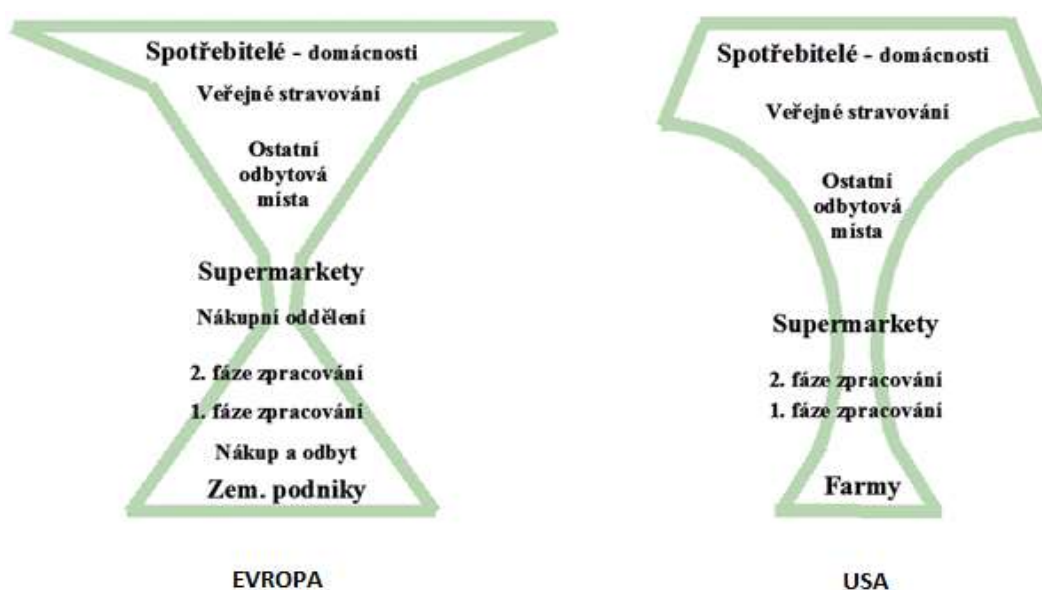 Spotřebitelé - domácnosti
Veřejné stravování
Ostatní
odbytová
místa
Supermarkety
Nákupní oddělení
2. fáze zpracování
1. fáze zpracování
Nákup a odbyt
Zem. podniky
EVROPA
Spotřebitelé - domácnosti
Veřejné stravování
Ostatní
odbytová
místa
Supermarkety
2. fáze zpracování
1. fáze zpracování
Farmy
USA